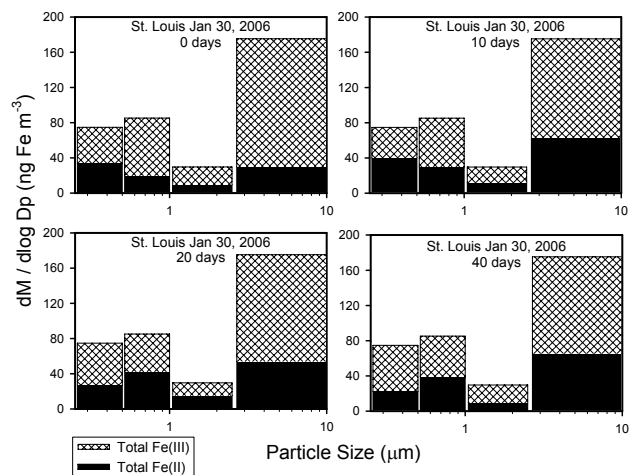 St. Louis Jan 30, 2006
0 days
St. Louis Jan 30, 2006
10 days
200
160
120
80
40
0
1
10
200
160
120
80
40
0
1
10
St. Louis Jan 30, 2006
20 days
St. Louis Jan 30, 2006
40 days
200
160
120
80
40
0
1
10
200
160
120
80
40
0
1
10
dM / dlog Dp (ng Fe m⁻³)
Particle Size (μm)
Total Fe(III)
Total Fe(II)